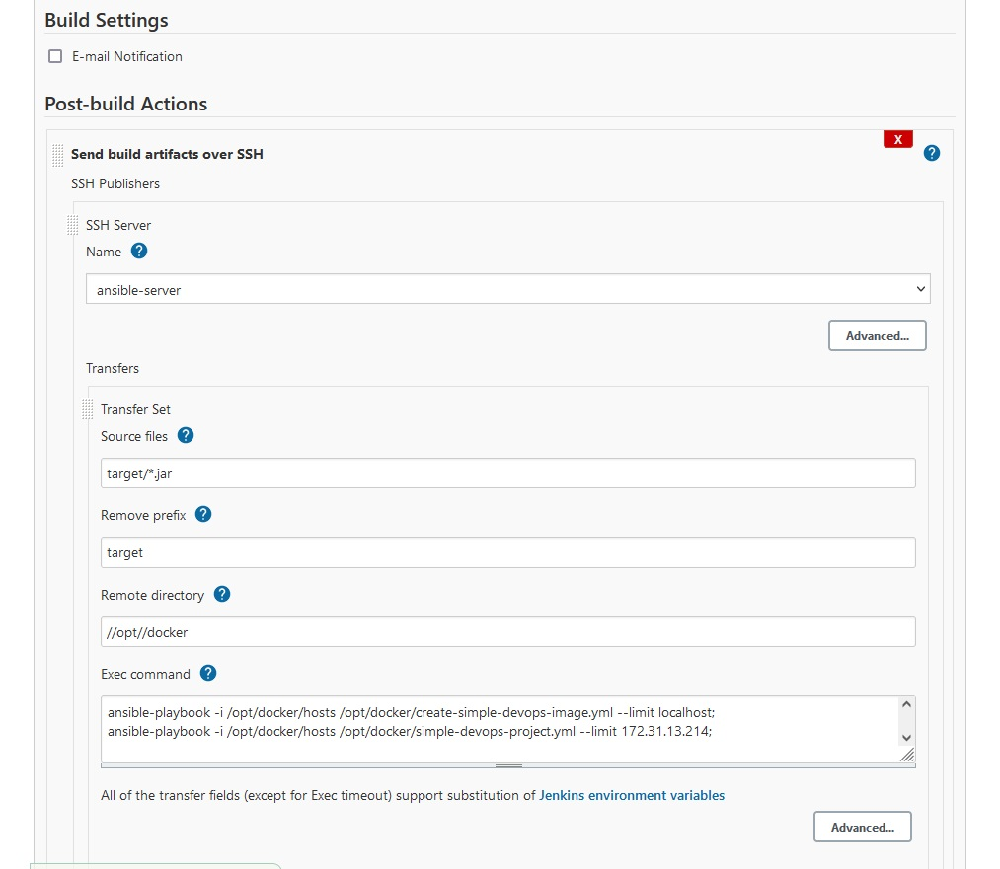 Build Settings
E-mail Notification
Post-build Actions
X
?
Send build artifacts over SSH
SSH Publishers
SSH Server
Name ?
ansible-server
Advanced...
Transfers
Transfer Set
Source files ?
target/*.jar
Remove prefix ?
target
Remote directory ?
//opt//docker
Exec command ?
ansible-playbook -i /opt/docker/hosts /opt/docker/create-simple-devops-image.yml --limit localhost;
ansible-playbook -i /opt/docker/hosts /opt/docker/simple-devops-project.yml --limit 172.31.13.214;
All of the transfer fields (except for Exec timeout) support substitution of Jenkins environment variables
Advanced...